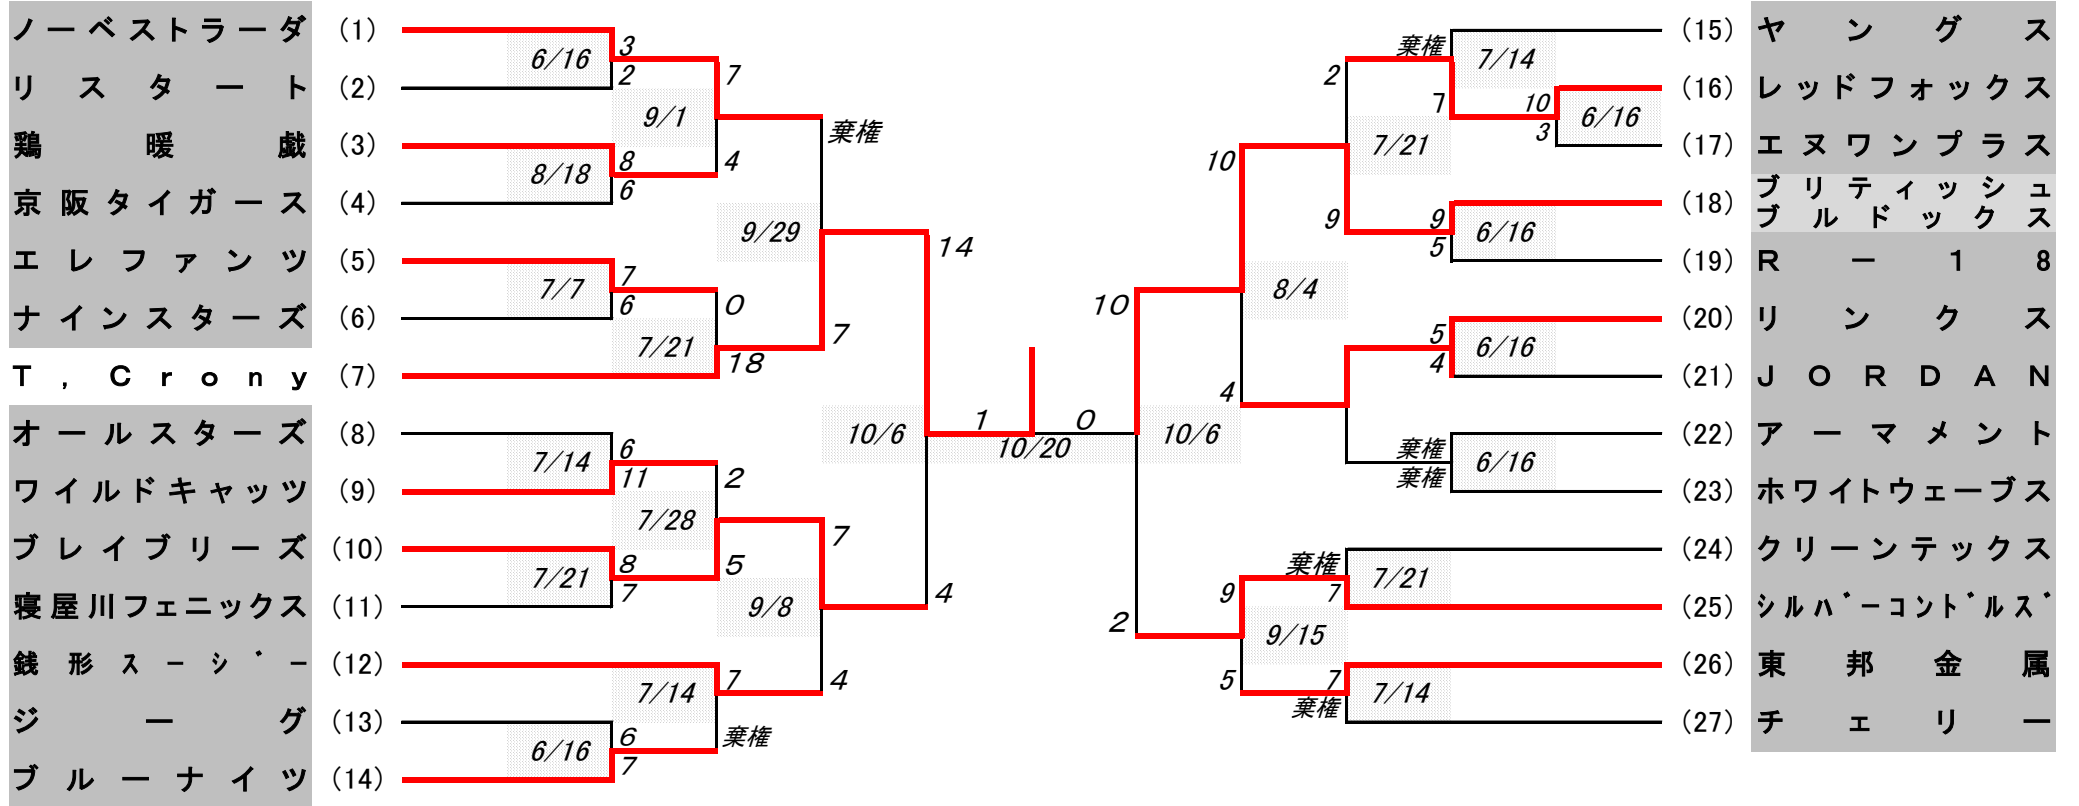 ノーベストラーダ (1)
リスタート (2)
鶏暖戯 (3)
京阪タイガース (4)
エレファンツ (5)
ナインスターズ (6)
T,Crony (7)
オールスターズ (8)
ワイルドキャッツ (9)
ブレイブリーズ (10)
寝屋川フェニックス (11)
銭形スージー (12)
ジーグ (13)
ブルーナイツ (14)
6/16
3
2
8/18
8
6
7/7
7
6
7/14
6
11
7/21
8
7
6/16
6
7
9/1
7
4
7/21
0
18
7/28
2
5
7/14
7
棄権
9/29
棄権
7
9/8
7
4
10/6
14
4
1
0
10/20
10/6
10
2
8/4
10
4
9/15
9
5
7/21
2
9
棄権
7/14
7
10
3
6/16
9
5
6/16
5
4
6/16
棄権
棄権
6/16
棄権
7
7/21
7
棄権
7/14
(15) ヤングス
(16) レッドフォックス
(17) エヌワンプラス
(18) ブリティッシュ
ブルドックス
(19) R-18
(20) リンクス
(21) JORDAN
(22) アーマメント
(23) ホワイトウェーブス
(24) クリーンテックス
(25) シルバーコンドルズ
(26) 東邦金属
(27) チェリー